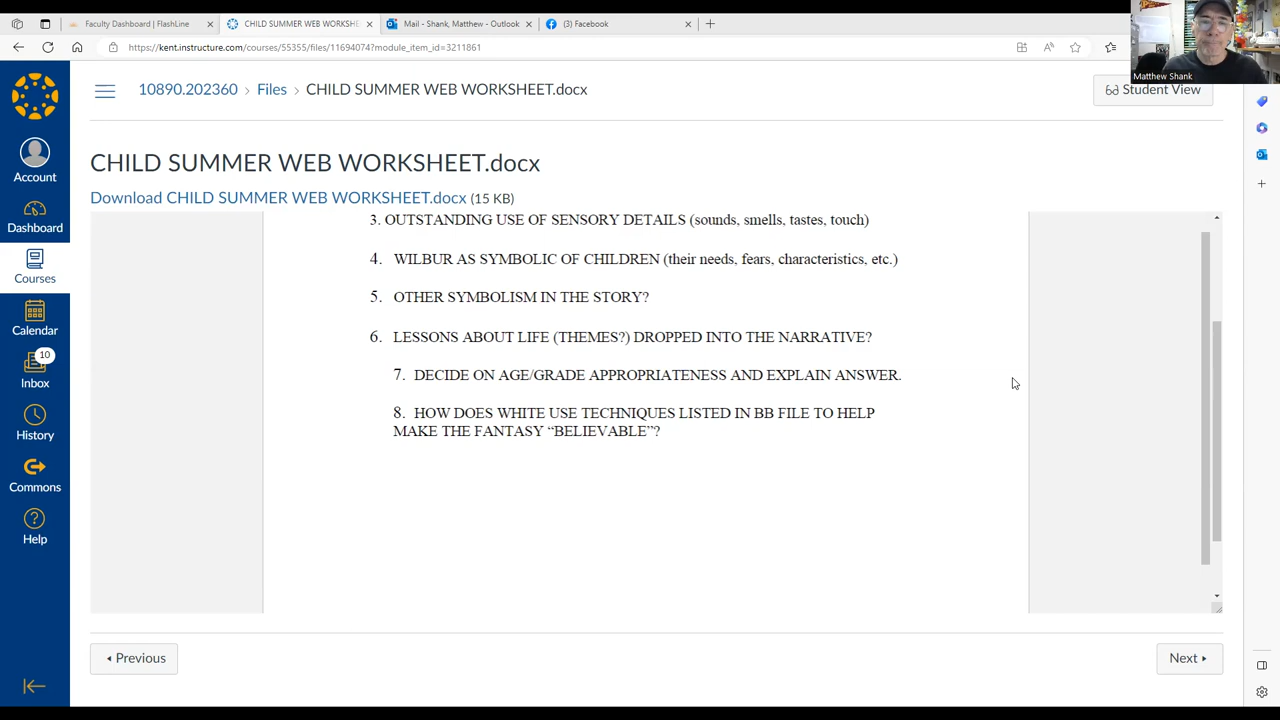 Faculty Dashboard | FlashLine
CHILD SUMMER WEB WORKSHE
Mail - Shank, Matthew - Outlook
(3) Facebook
https://kent.instructure.com/courses/55355/files/11694074?module_item_id=3211861
Matthew Shank
10890.202360 › Files › CHILD SUMMER WEB WORKSHEET.docx
Student View
Account
Dashboard
Courses
Calendar
10
Inbox
History
Commons
Help
CHILD SUMMER WEB WORKSHEET.docx
Download CHILD SUMMER WEB WORKSHEET.docx (15 KB)
3. OUTSTANDING USE OF SENSORY DETAILS (sounds, smells, tastes, touch)
4. WILBUR AS SYMBOLIC OF CHILDREN (their needs, fears, characteristics, etc.)
5. OTHER SYMBOLISM IN THE STORY?
6. LESSONS ABOUT LIFE (THEMES?) DROPPED INTO THE NARRATIVE?
7. DECIDE ON AGE/GRADE APPROPRIATENESS AND EXPLAIN ANSWER.
8. HOW DOES WHITE USE TECHNIQUES LISTED IN BB FILE TO HELP
MAKE THE FANTASY “BELIEVABLE”?
Previous
Next